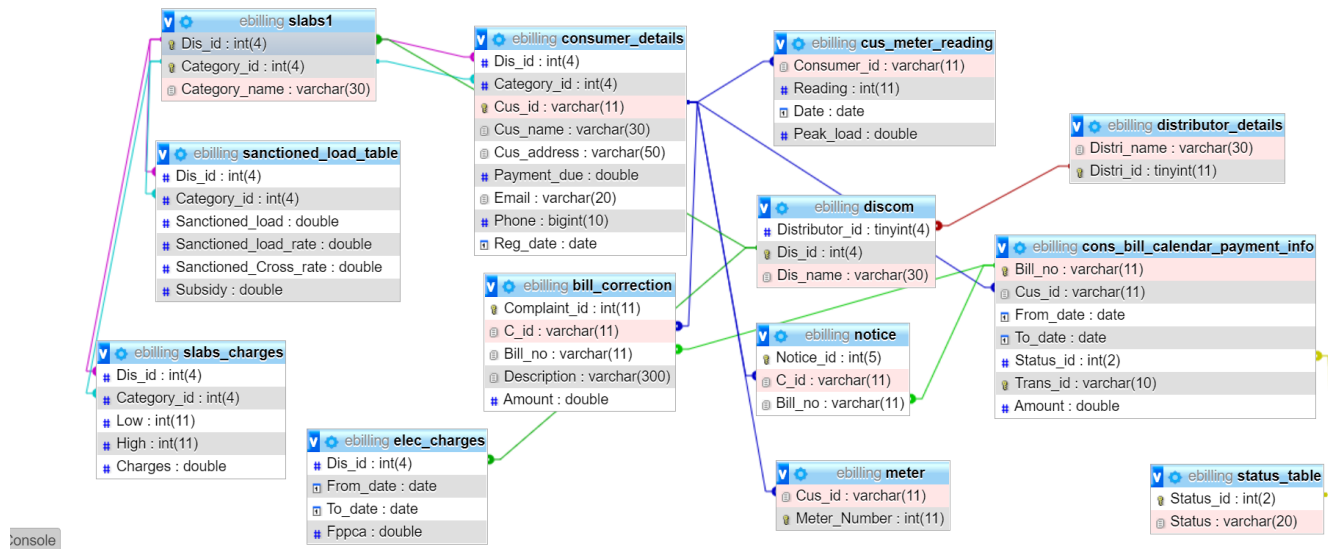 ebilling slabs1
Dis_id : int(4)
Category_id : int(4)
Category_name : varchar(30)
ebilling consumer_details
Dis_id : int(4)
Category_id : int(4)
Cus_id : varchar(11)
Cus_name : varchar(30)
Cus_address : varchar(50)
Payment_due : double
Email : varchar(20)
Phone : bigint(10)
Reg_date : date
ebilling cus_meter_reading
Consumer_id : varchar(11)
Reading : int(11)
Date : date
Peak_load : double
ebilling distributor_details
Distri_name : varchar(30)
Distri_id : tinyint(11)
ebilling sanctioned_load_table
Dis_id : int(4)
Category_id : int(4)
Sanctioned_load : double
Sanctioned_load_rate : double
Sanctioned_Cross_rate : double
Subsidy : double
ebilling discom
Distributor_id : tinyint(4)
Dis_id : int(4)
Dis_name : varchar(30)
ebilling cons_bill_calendar_payment_info
Bill_no : varchar(11)
Cus_id : varchar(11)
From_date : date
To_date : date
Status_id : int(2)
Trans_id : varchar(10)
Amount : double
ebilling bill_correction
Complaint_id : int(11)
C_id : varchar(11)
Bill_no : varchar(11)
Description : varchar(300)
Amount : double
ebilling notice
Notice_id : int(5)
C_id : varchar(11)
Bill_no : varchar(11)
ebilling slabs_charges
Dis_id : int(4)
Category_id : int(4)
Low : int(11)
High : int(11)
Charges : double
ebilling elec_charges
Dis_id : int(4)
From_date : date
To_date : date
Fppca : double
ebilling meter
Cus_id : varchar(11)
Meter_Number : int(11)
ebilling status_table
Status_id : int(2)
Status : varchar(20)
Console